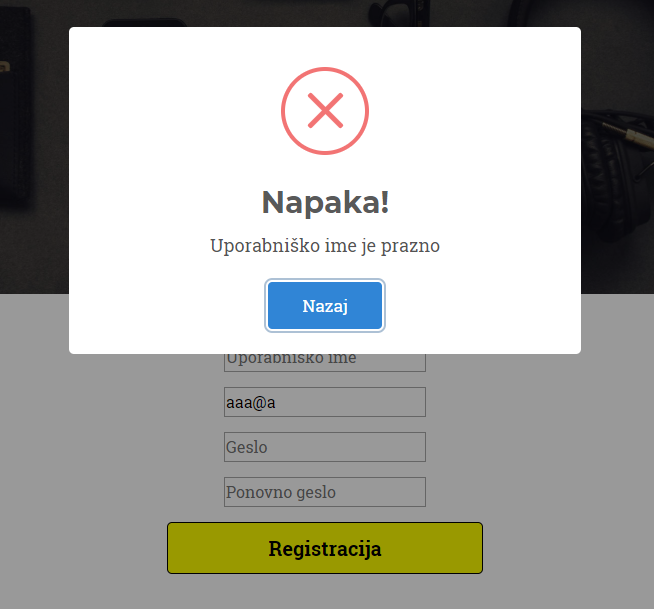 Napaka!
Uporabniško ime je prazno
Nazaj
Uporabniško ime
aaa@a
Geslo
Ponovno geslo
Registracija